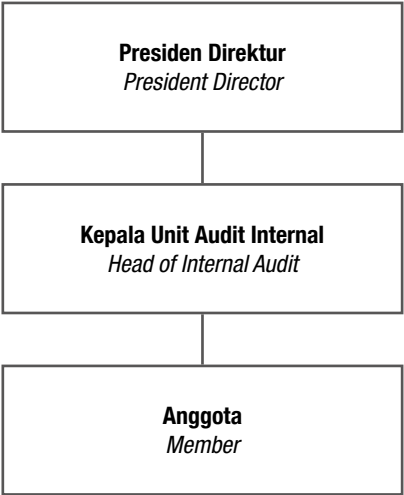 Presiden Direktur
President Director
Kepala Unit Audit Internal
Head of Internal Audit
Anggota
Member